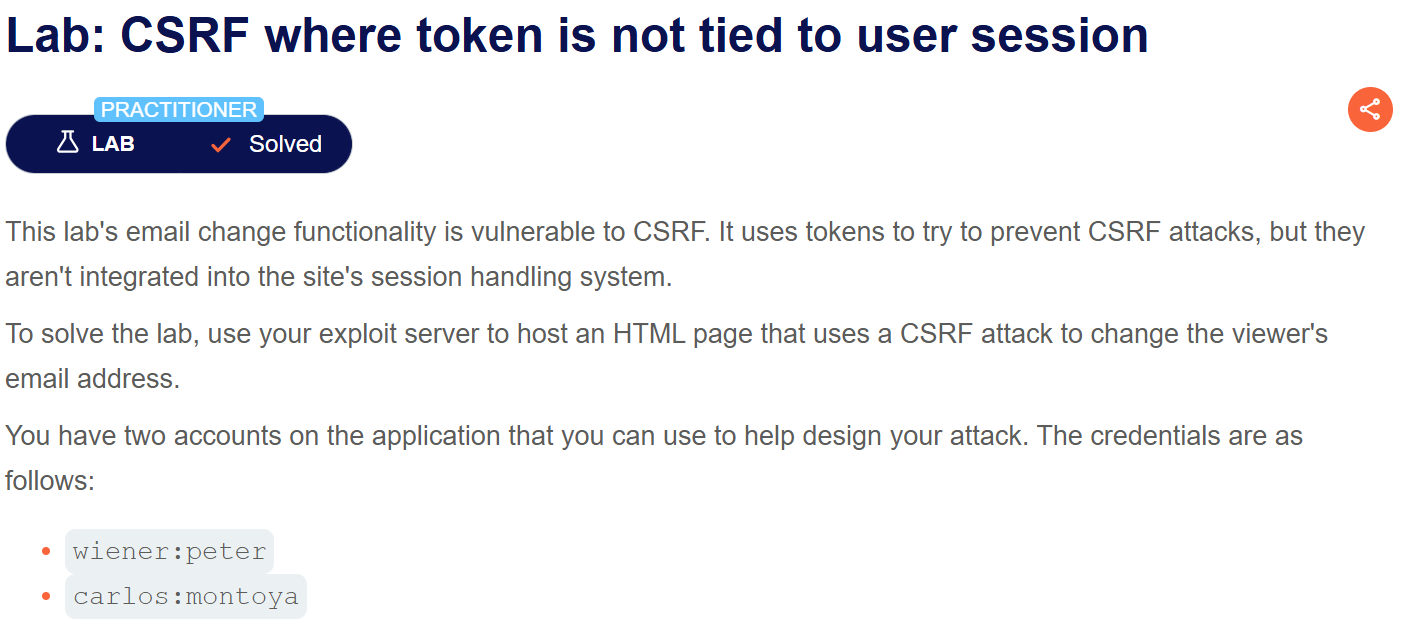 Lab: CSRF where token is not tied to user session
PRACTITIONER
LAB Solved
This lab's email change functionality is vulnerable to CSRF. It uses tokens to try to prevent CSRF attacks, but they
aren't integrated into the site's session handling system.
To solve the lab, use your exploit server to host an HTML page that uses a CSRF attack to change the viewer's
email address.
You have two accounts on the application that you can use to help design your attack. The credentials are as
follows:
wiener:peter
carlos:montoya